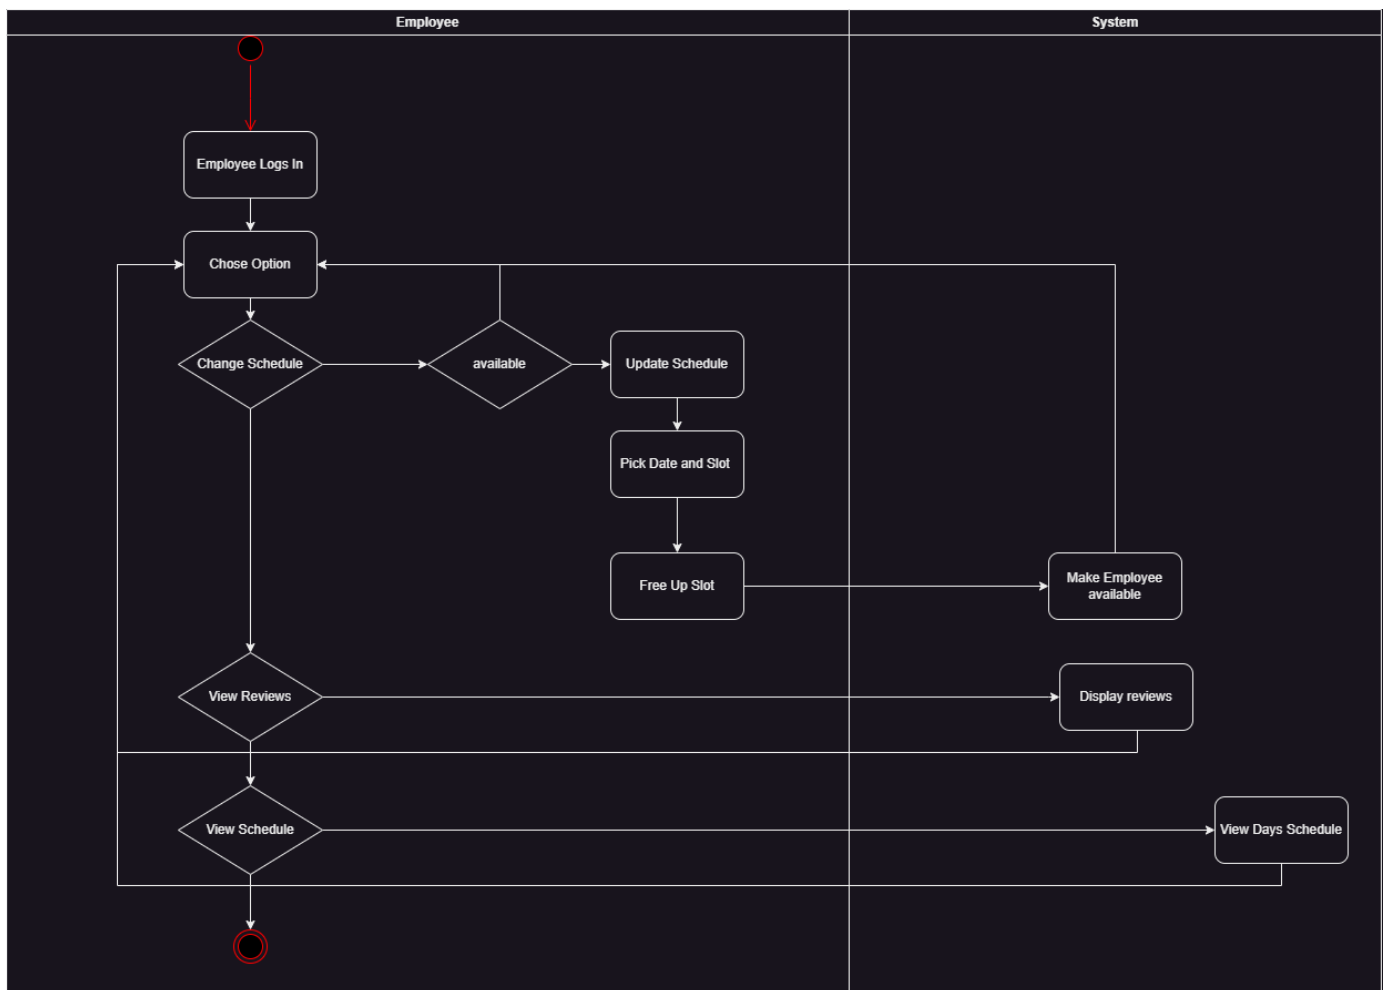 Employee
System
Employee Logs In
Chose Option
Change Schedule
available
Update Schedule
Pick Date and Slot
Free Up Slot
Make Employee
available
View Reviews
Display reviews
View Schedule
View Days Schedule